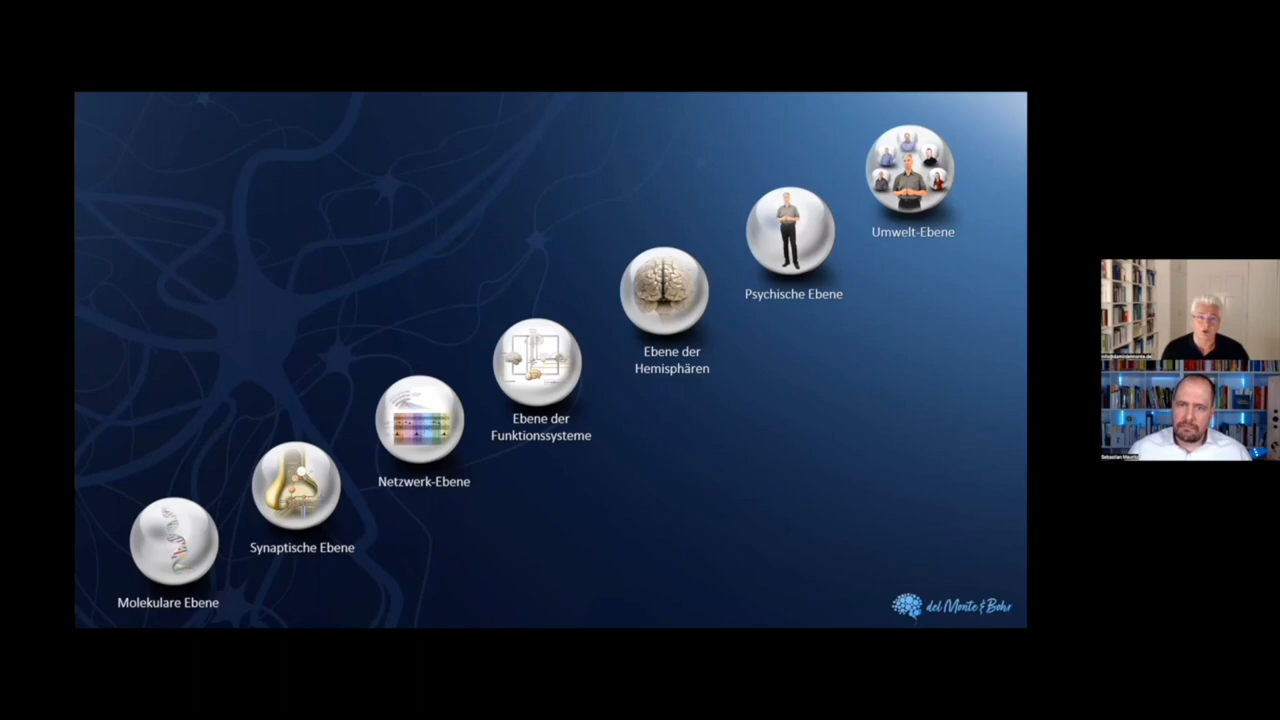 Umwelt-Ebene
Psychische Ebene
Ebene der
Hemisphären
Ebene der
Funktionssysteme
Netzwerk-Ebene
Synaptische Ebene
Molekulare Ebene
del Monte & Bohr